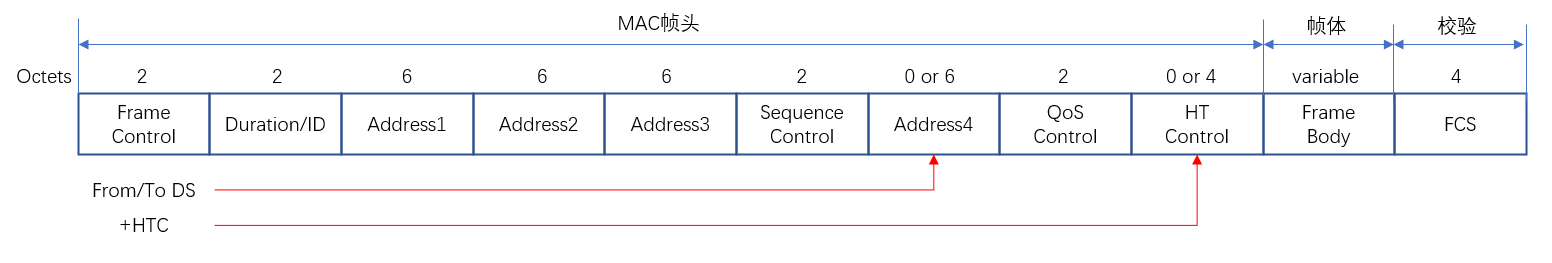 MAC帧头
帧体
校验
Octets 2 2 6 6 6 2 0 or 6 2 0 or 4 variable 4
Frame Control
Duration/ID
Address1
Address2
Address3
Sequence Control
Address4
QoS Control
HT Control
Frame Body
FCS
From/To DS
+HTC